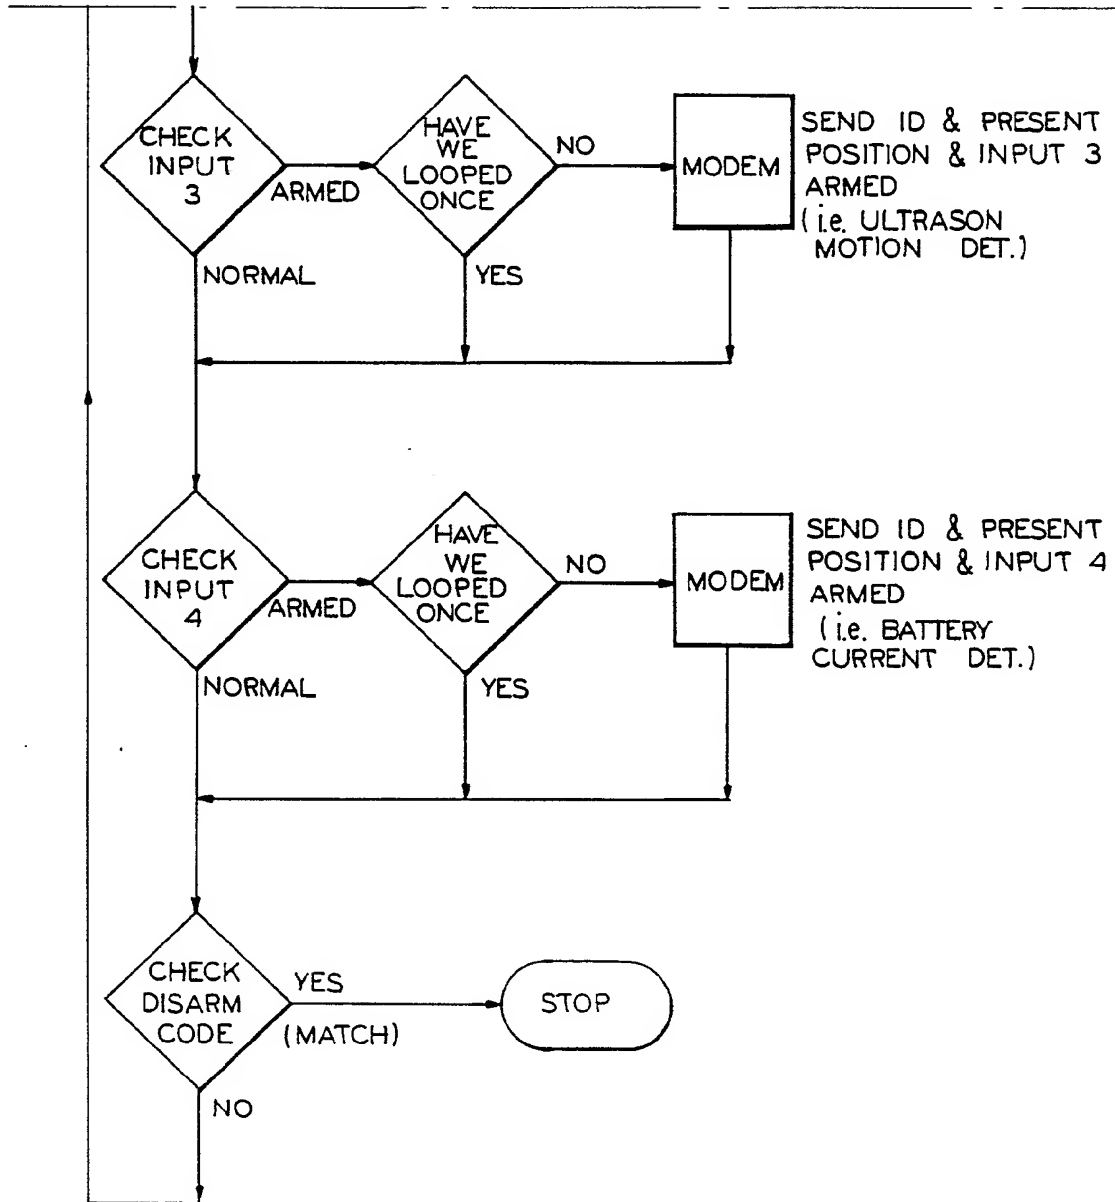 CHECK
INPUT
3
ARMED
NORMAL
HAVE
WE
LOOPED
ONCE
NO
YES
MODEM
SEND ID & PRESENT
POSITION & INPUT 3
ARMED
(i.e. ULTRASON
MOTION DET.)
CHECK
INPUT
4
ARMED
NORMAL
HAVE
WE
LOOPED
ONCE
NO
YES
MODEM
SEND ID & PRESENT
POSITION & INPUT 4
ARMED
(i.e. BATTERY
CURRENT DET.)
CHECK
DISARM
CODE
YES
(MATCH)
NO
STOP